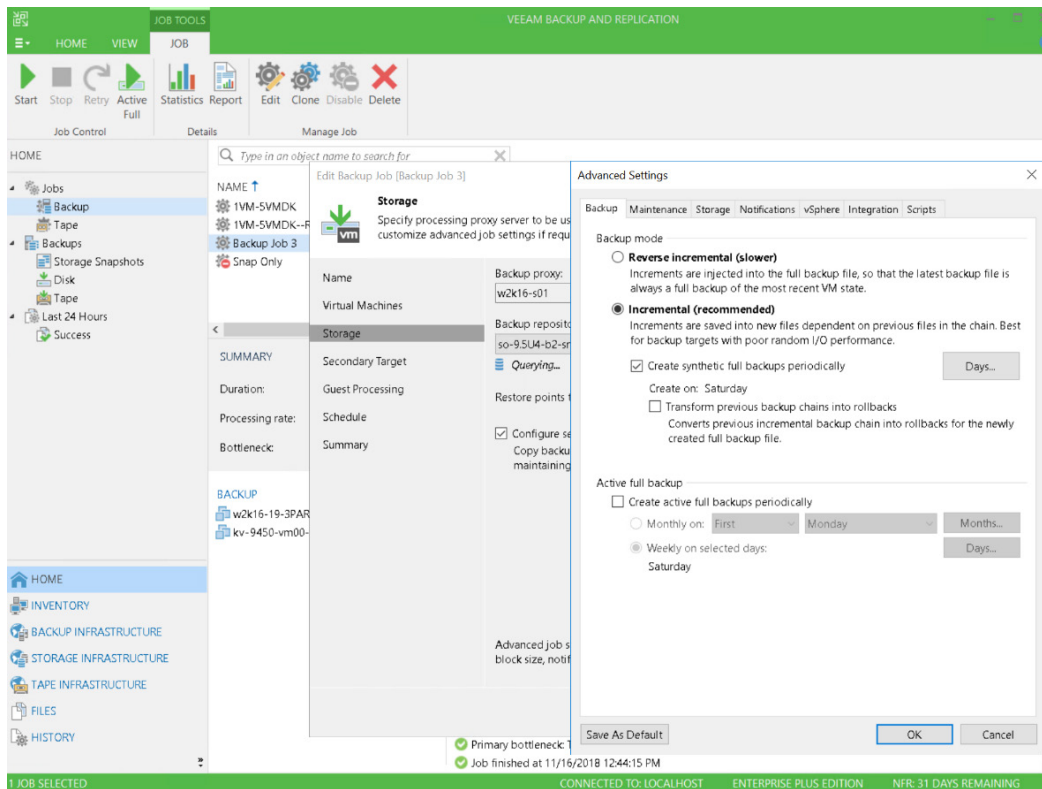 JOB TOOLS
VEEAM BACKUP AND REPLICATION
HOME VIEW JOB
Start Stop Retry Active Full
Statistics Report
Edit Clone Disable Delete
Job Control
Details
Manage Job
HOME
Jobs
Backup
Tape
Backups
Storage Snapshots
Disk
Tape
Last 24 Hours
Success
Type in an object name to search for
NAME
1VM-5VMDK
1VM-5VMDK--R
Backup Job 3
Snap Only
SUMMARY
Duration:
Processing rate:
Bottleneck:
BACKUP
w2k16-19-3PAR
kv-9450-vm00-
Edit Backup Job [Backup Job 3]
vm
Storage
Specify processing proxy server to be us
customize advanced job settings if requ
Name
Virtual Machines
Storage
Secondary Target
Guest Processing
Schedule
Summary
Backup proxy:
w2k16-s01
Backup reposito
so-9.5U4-b2-sr
Querying...
Restore points t
Configure se
Copy backu
maintaining
Advanced job s
block size, notif
Advanced Settings
Backup Maintenance Storage Notifications vSphere Integration Scripts
Backup mode
Reverse incremental (slower)
Increments are injected into the full backup file, so that the latest backup file is
always a full backup of the most recent VM state.
Incremental (recommended)
Increments are saved into new files dependent on previous files in the chain. Best
for backup targets with poor random I/O performance.
Create synthetic full backups periodically
Days...
Create on: Saturday
Transform previous backup chains into rollbacks
Converts previous incremental backup chain into rollbacks for the newly
created full backup file.
Active full backup
Create active full backups periodically
Monthly on: First Monday Months...
Weekly on selected days: Days...
Saturday
Save As Default OK Cancel
HOME
INVENTORY
BACKUP INFRASTRUCTURE
STORAGE INFRASTRUCTURE
TAPE INFRASTRUCTURE
FILES
HISTORY
Primary bottleneck: T
Job finished at 11/16/2018 12:44:15 PM
1 JOB SELECTED
CONNECTED TO: LOCALHOST ENTERPRISE PLUS EDITION NFR: 31 DAYS REMAINING